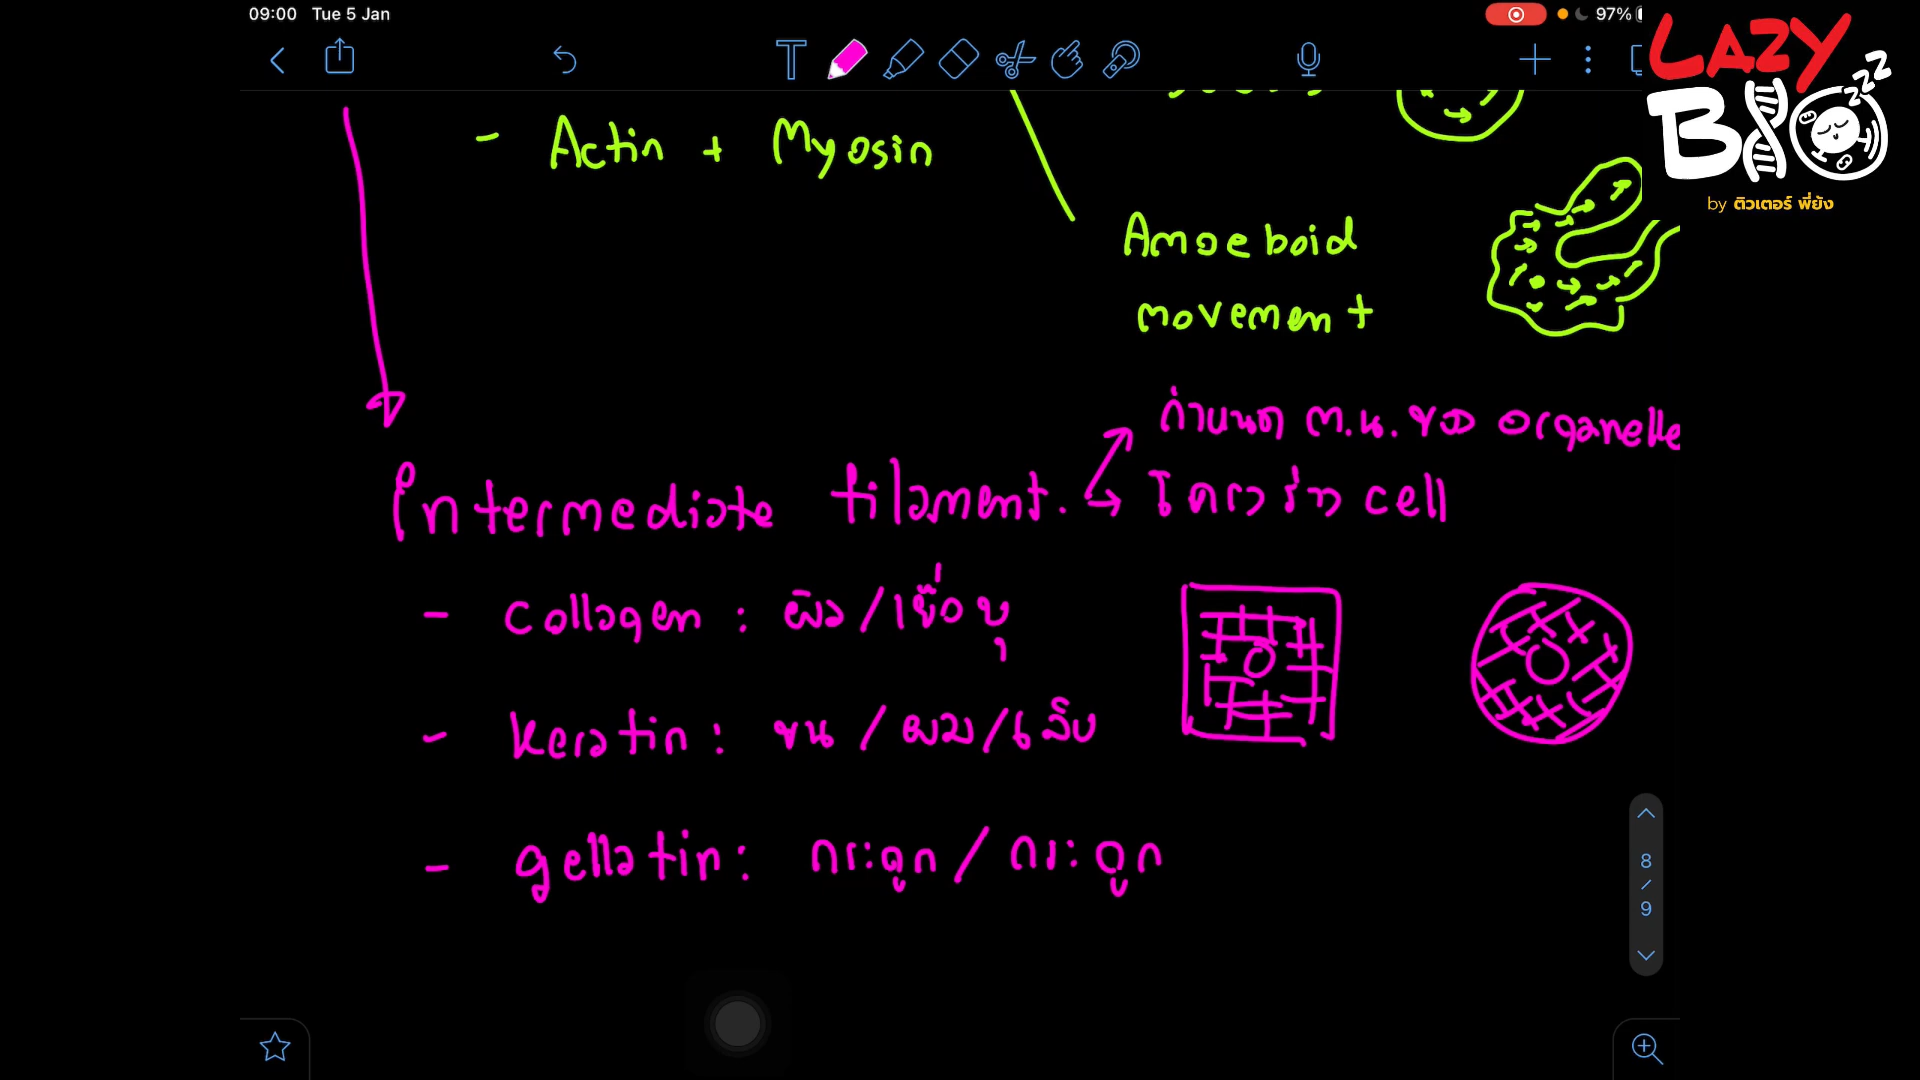 09:00 Tue 5 Jan
97%
LAZY
BIO zzz
by ติวเตอร์ พี่ยัง
- Actin + Myosin
Amoeboid
movement
กำหนด ต.น. ของ organelle
Intermediate filament. โครงร่าง cell
- collagen : ผิว/เยื่อบุ
- keratin : ขน / ผม / เล็บ
- gellatin : กระดูก / กระดูก
8
/
9